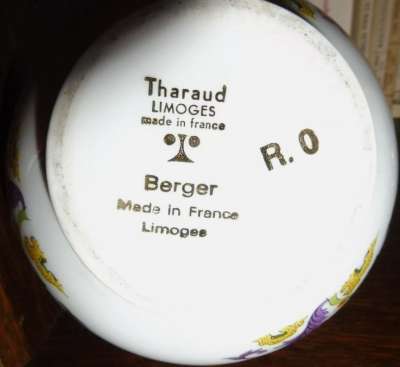 Tharaud
LIMOGES
made in france
R.O
Berger
Made in France
Limoges